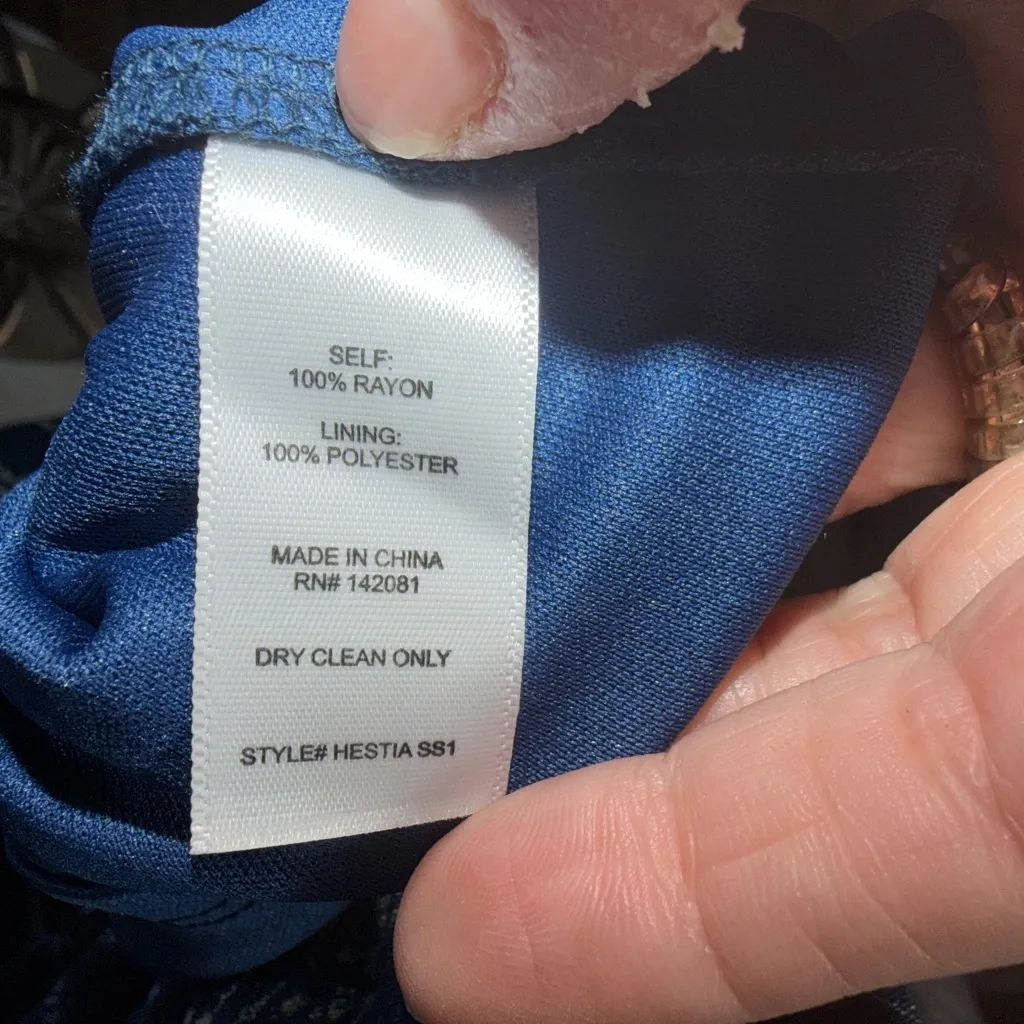 SELF:
100% RAYON
LINING:
100% POLYESTER
MADE IN CHINA
RN# 142081
DRY CLEAN ONLY
STYLE# HESTIA SS1